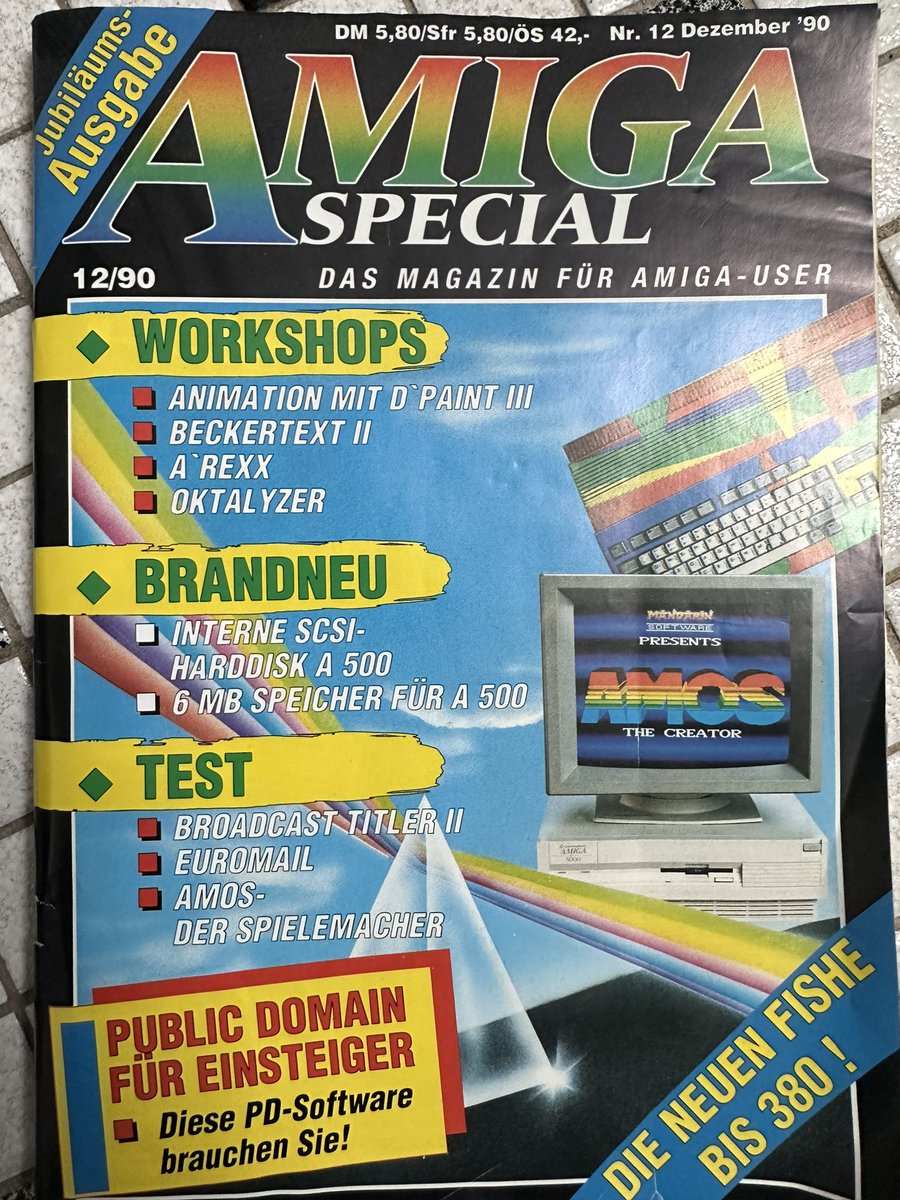 Jubiläums-
Ausgabe
DM 5,80/Sfr 5,80/ÖS 42,- Nr. 12 Dezember '90
AMIGA
SPECIAL
12/90 DAS MAGAZIN FÜR AMIGA-USER
WORKSHOPS
ANIMATION MIT D`PAINT III
BECKERTEXT II
A`REXX
OKTALYZER
BRANDNEU
INTERNE SCSI-
HARDDISK A 500
6 MB SPEICHER FÜR A 500
MANDARIN
SOFTWARE
PRESENTS
AMOS
THE CREATOR
AMIGA
3000
TEST
BROADCAST TITLER II
EUROMAIL
AMOS-
DER SPIELEMACHER
PUBLIC DOMAIN
FÜR EINSTEIGER
Diese PD-Software
brauchen Sie!
DIE NEUEN FISHE
BIS 380 !